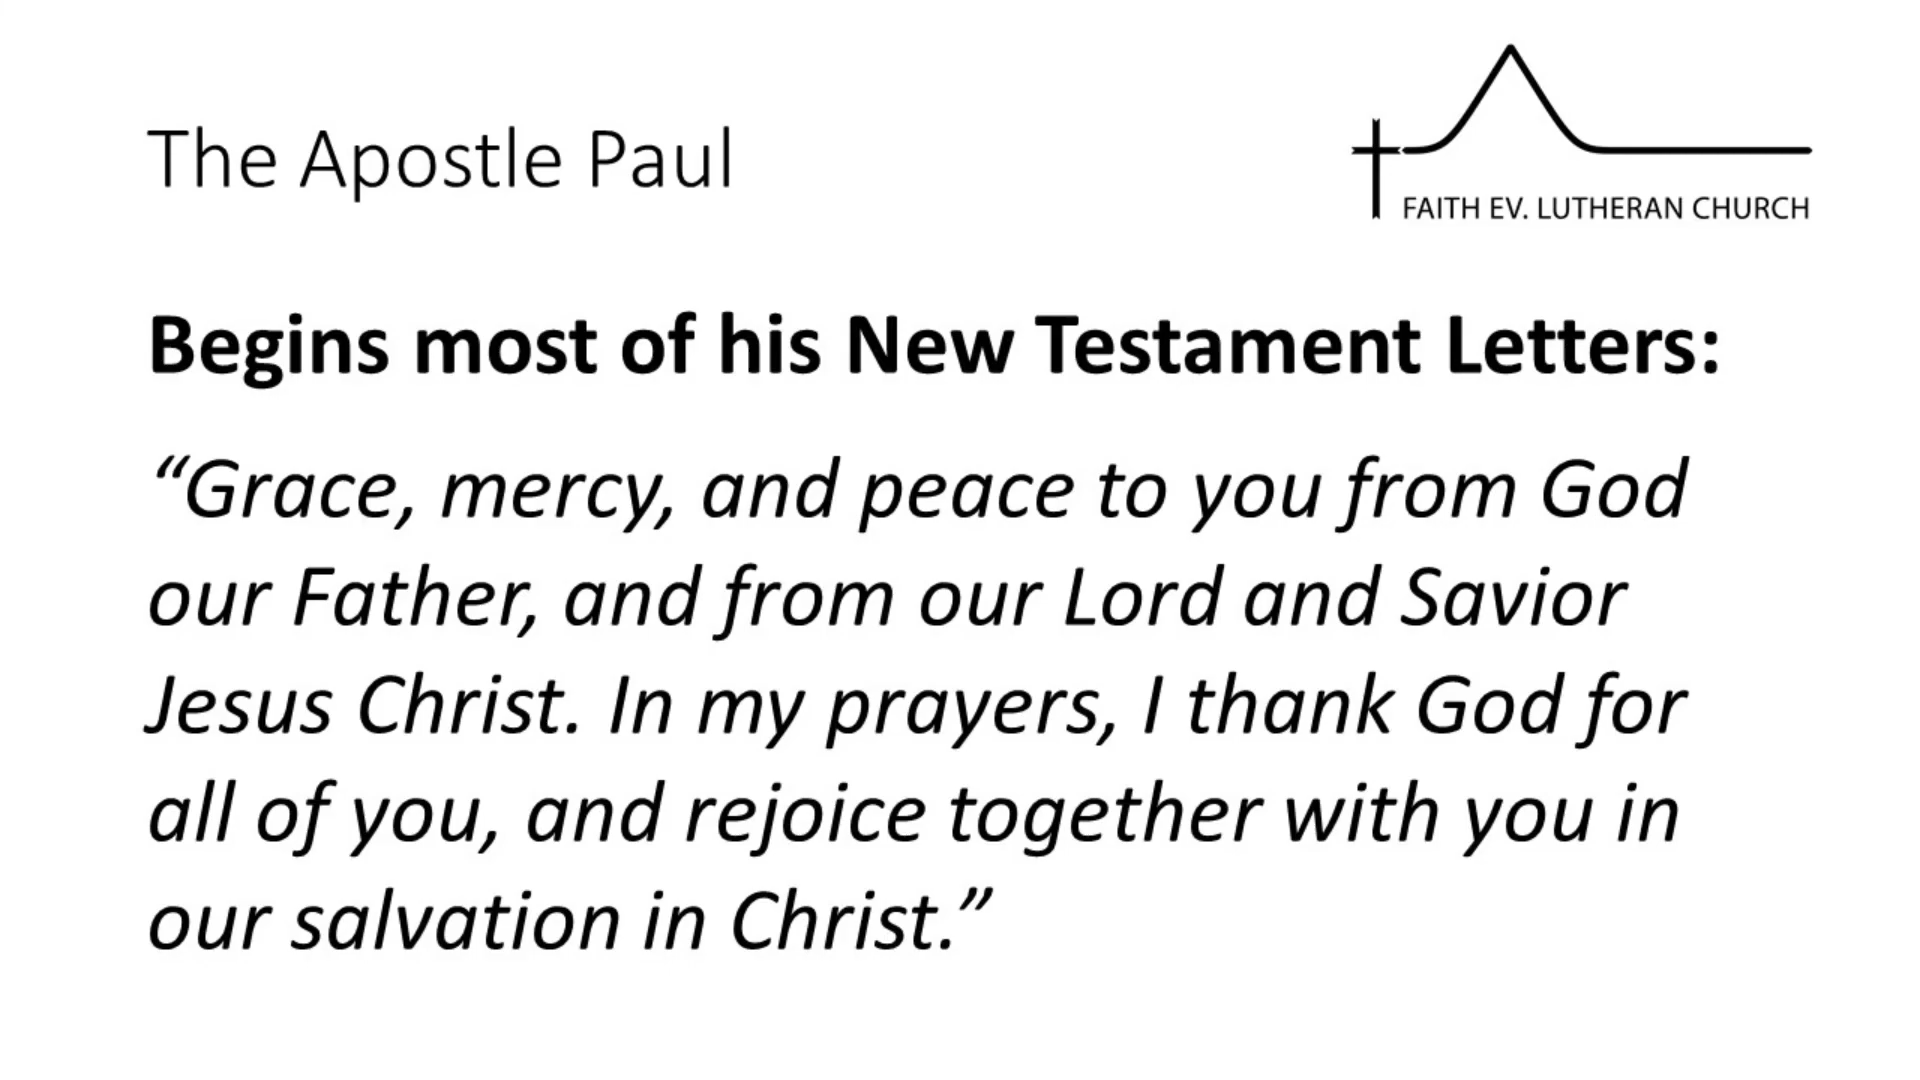 The Apostle Paul
FAITH EV. LUTHERAN CHURCH
Begins most of his New Testament Letters:
“Grace, mercy, and peace to you from God
our Father, and from our Lord and Savior
Jesus Christ. In my prayers, I thank God for
all of you, and rejoice together with you in
our salvation in Christ.”